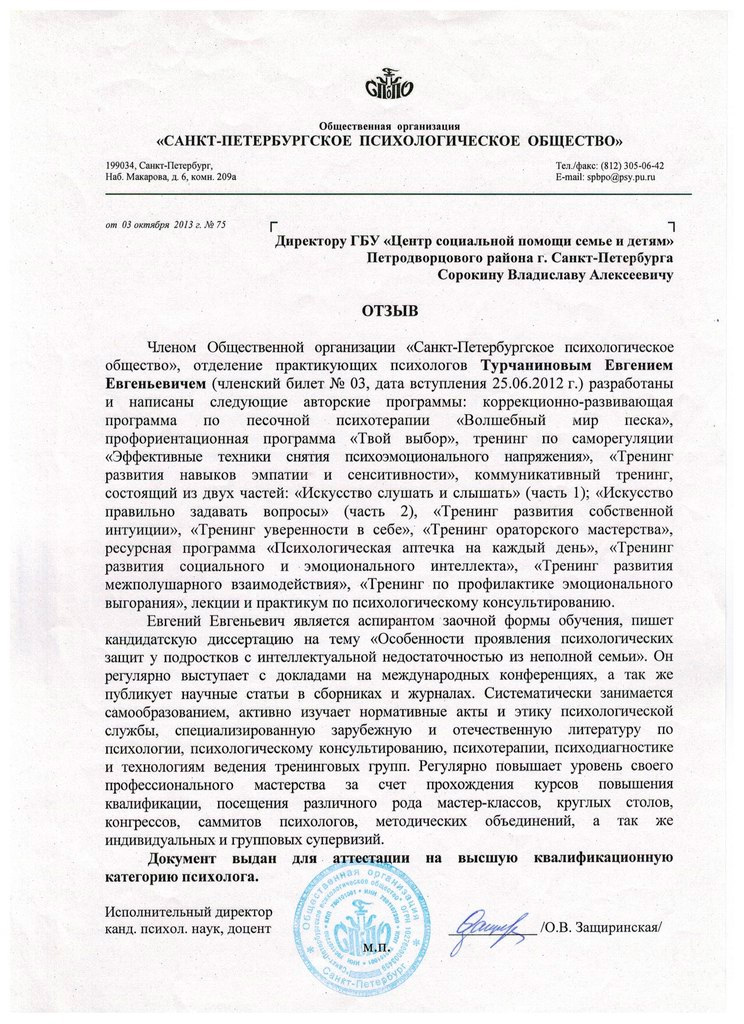 СПбПО
Общественная организация
«САНКТ-ПЕТЕРБУРГСКОЕ ПСИХОЛОГИЧЕСКОЕ ОБЩЕСТВО»
199034, Санкт-Петербург,
Наб. Макарова, д. 6, комн. 209а
Тел./факс: (812) 305-06-42
E-mail: spbpo@psy.pu.ru
от 03 октября 2013 г. № 75
Директору ГБУ «Центр социальной помощи семье и детям»
Петродворцового района г. Санкт-Петербурга
Сорокину Владиславу Алексеевичу
ОТЗЫВ
Членом Общественной организации «Санкт-Петербургское психологическое
общество», отделение практикующих психологов Турчаниновым Евгением
Евгеньевичем (членский билет № 03, дата вступления 25.06.2012 г.) разработаны
и написаны следующие авторские программы: коррекционно-развивающая
программа по песочной психотерапии «Волшебный мир песка»,
профориентационная программа «Твой выбор», тренинг по саморегуляции
«Эффективные техники снятия психоэмоционального напряжения», «Тренинг
развития навыков эмпатии и сенситивности», коммуникативный тренинг,
состоящий из двух частей: «Искусство слушать и слышать» (часть 1); «Искусство
правильно задавать вопросы» (часть 2), «Тренинг развития собственной
интуиции», «Тренинг уверенности в себе», «Тренинг ораторского мастерства»,
ресурсная программа «Психологическая аптечка на каждый день», «Тренинг
развития социального и эмоционального интеллекта», «Тренинг развития
межполушарного взаимодействия», «Тренинг по профилактике эмоционального
выгорания», лекции и практикум по психологическому консультированию.
Евгений Евгеньевич является аспирантом заочной формы обучения, пишет
кандидатскую диссертацию на тему «Особенности проявления психологических
защит у подростков с интеллектуальной недостаточностью из неполной семьи». Он
регулярно выступает с докладами на международных конференциях, а так же
публикует научные статьи в сборниках и журналах. Систематически занимается
самообразованием, активно изучает нормативные акты и этику психологической
службы, специализированную зарубежную и отечественную литературу по
психологии, психологическому консультированию, психотерапии, психодиагностике
и технологиям ведения тренинговых групп. Регулярно повышает уровень своего
профессионального мастерства за счет прохождения курсов повышения
квалификации, посещения различного рода мастер-классов, круглых столов,
конгрессов, саммитов психологов, методических объединений, а так же
индивидуальных и групповых супервизий.
Документ выдан для аттестации на высшую квалификационную
категорию психолога.
Исполнительный директор
канд. психол. наук, доцент
/О.В. Защиринская/
М.П.
Общественная организация
Санкт-Петербург